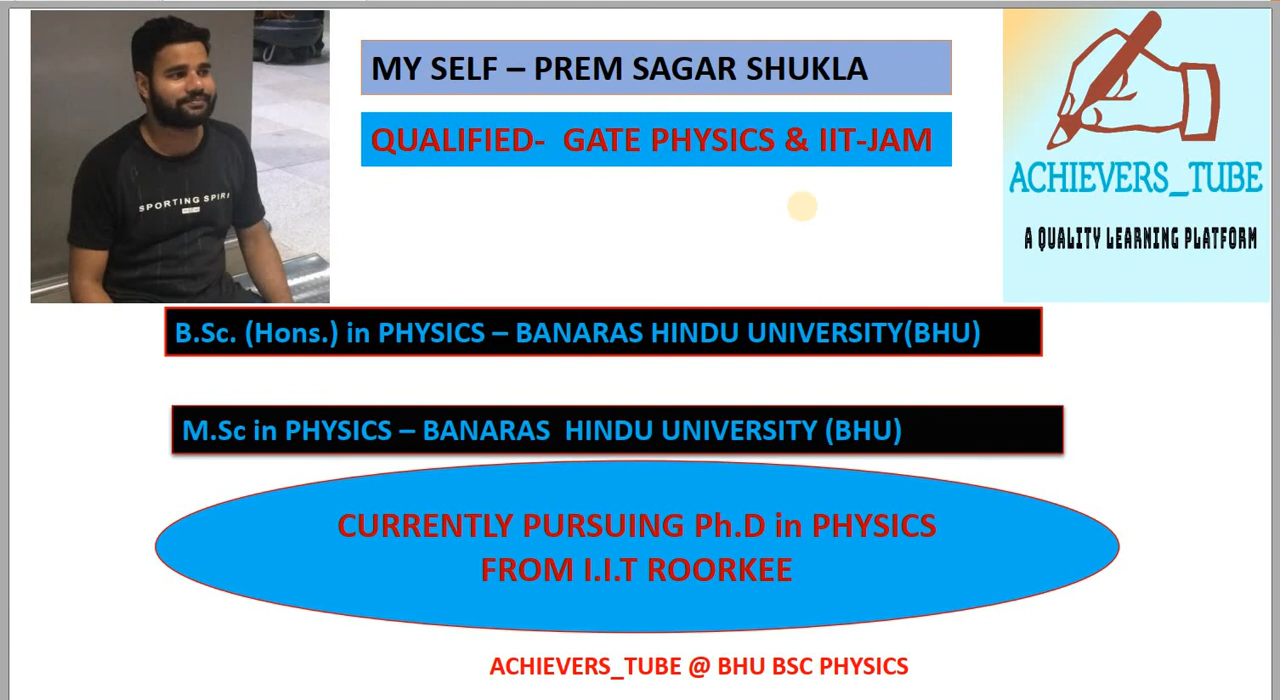 MY SELF – PREM SAGAR SHUKLA
QUALIFIED- GATE PHYSICS & IIT-JAM
SPORTING SPIRI
ACHIEVERS_TUBE
A QUALITY LEARNING PLATFORM
B.Sc. (Hons.) in PHYSICS – BANARAS HINDU UNIVERSITY(BHU)
M.Sc in PHYSICS – BANARAS HINDU UNIVERSITY (BHU)
CURRENTLY PURSUING Ph.D in PHYSICS
FROM I.I.T ROORKEE
ACHIEVERS_TUBE @ BHU BSC PHYSICS